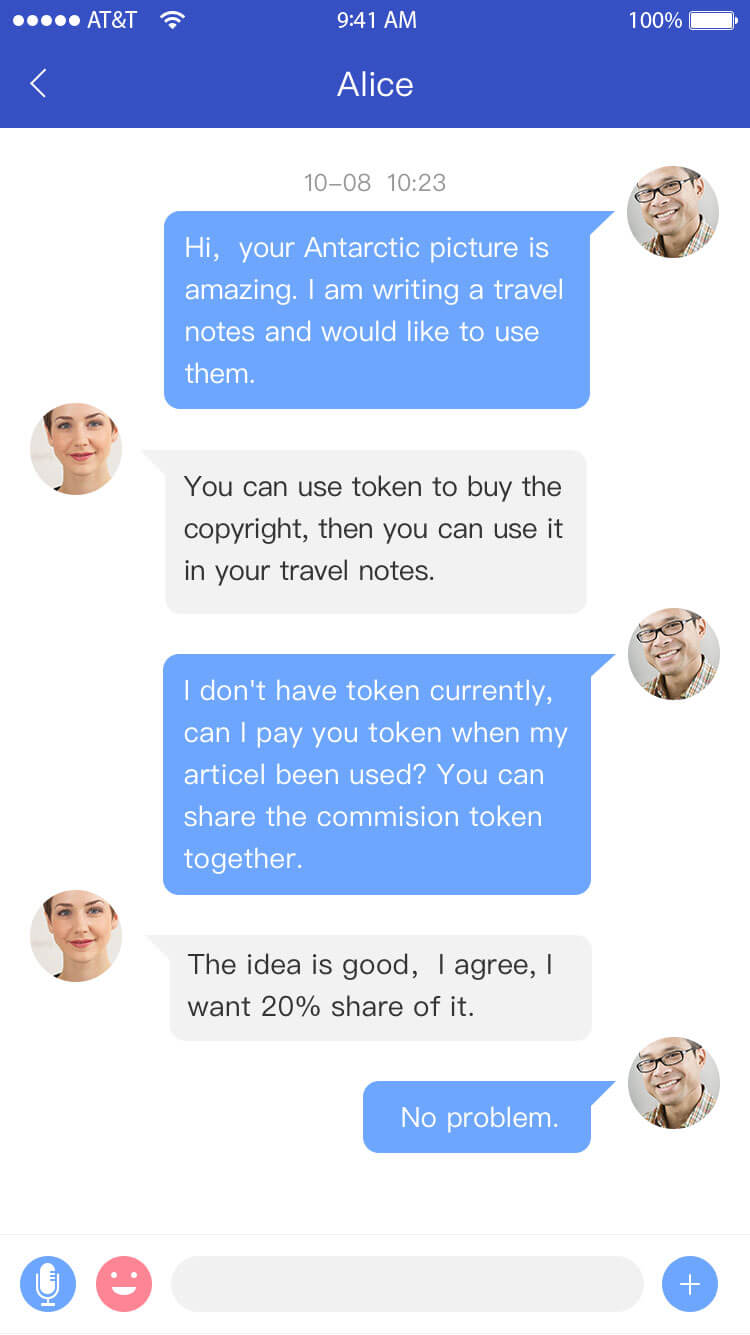 AT&T 9:41 AM 100%
Alice
10-08 10:23
Hi, your Antarctic picture is
amazing. I am writing a travel
notes and would like to use
them.
You can use token to buy the
copyright, then you can use it
in your travel notes.
I don't have token currently,
can I pay you token when my
articel been used? You can
share the commision token
together.
The idea is good, I agree, I
want 20% share of it.
No problem.